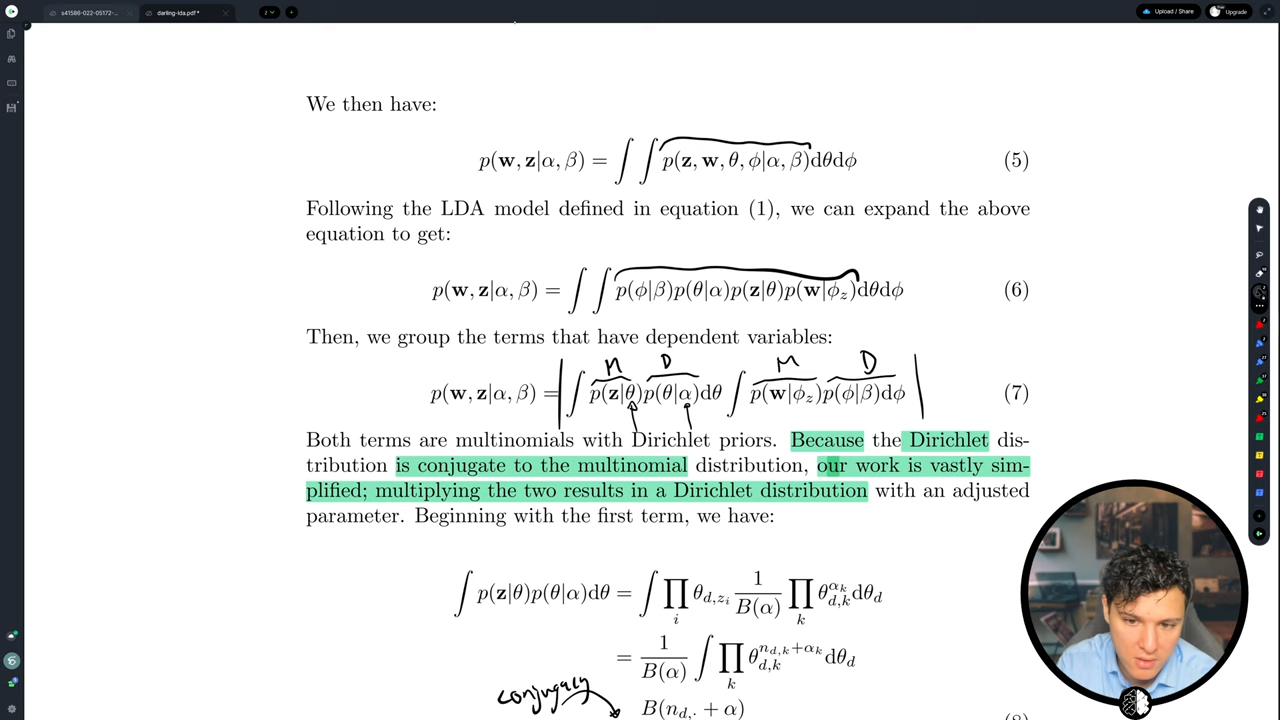 s41586-022-05172-...
darling-lda.pdf*
2
Upload / Share
Upgrade
We then have:
p(w, z|α, β) = ∫ ∫ p(z, w, θ, ϕ|α, β)dθdϕ (5)
Following the LDA model defined in equation (1), we can expand the above
equation to get:
p(w, z|α, β) = ∫ ∫ p(ϕ|β)p(θ|α)p(z|θ)p(w|ϕ_z)dθdϕ (6)
Then, we group the terms that have dependent variables:
M D M D
p(w, z|α, β) = ∫ p(z|θ)p(θ|α)dθ ∫ p(w|ϕ_z)p(ϕ|β)dϕ (7)
Both terms are multinomials with Dirichlet priors. Because the Dirichlet dis-
tribution is conjugate to the multinomial distribution, our work is vastly sim-
plified; multiplying the two results in a Dirichlet distribution with an adjusted
parameter. Beginning with the first term, we have:
∫ p(z|θ)p(θ|α)dθ = ∫ ∏_i θ_{d,z_i} 1/B(α) ∏_k θ_{d,k}^{α_k} dθ_d
= 1/B(α) ∫ ∏_k θ_{d,k}^{n_{d,k}+α_k} dθ_d
conjugacy
B(n_{d,·} + α)